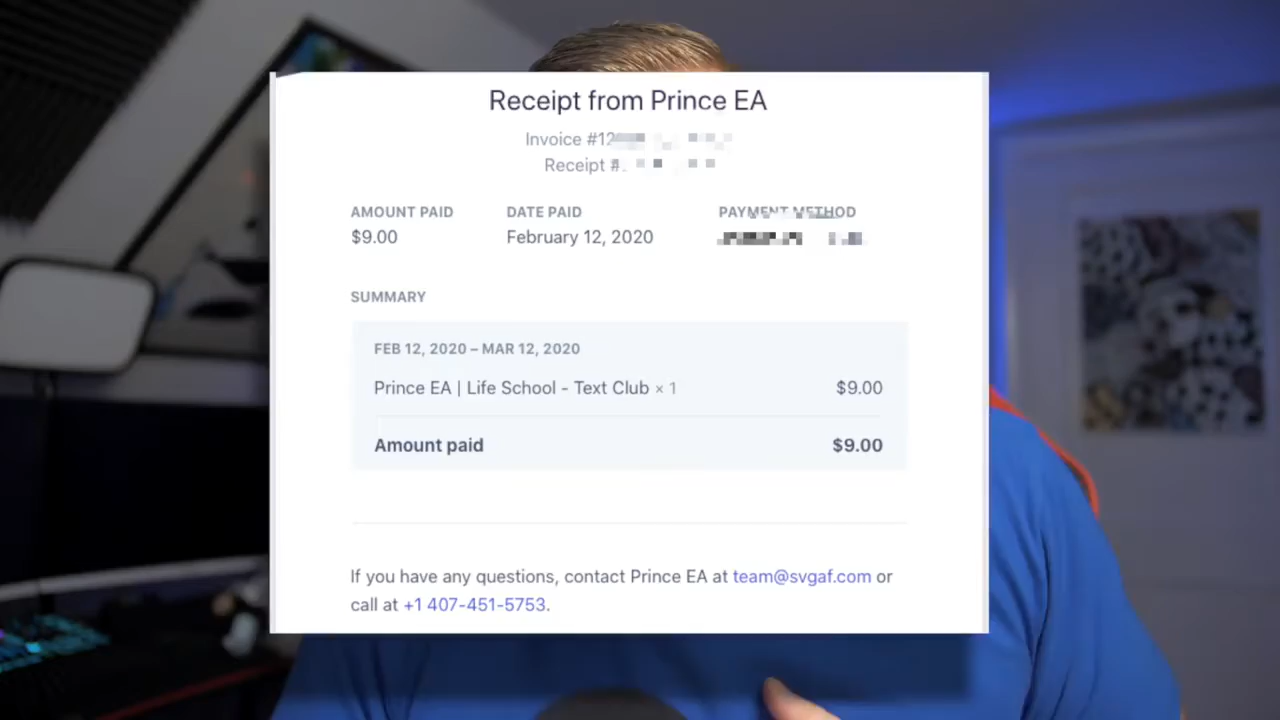 Receipt from Prince EA
Invoice #12
Receipt #
AMOUNT PAID
DATE PAID
PAYMENT METHOD
$9.00
February 12, 2020
SUMMARY
FEB 12, 2020 – MAR 12, 2020
Prince EA | Life School - Text Club × 1
$9.00
Amount paid
$9.00
If you have any questions, contact Prince EA at team@svgaf.com or
call at +1 407-451-5753.